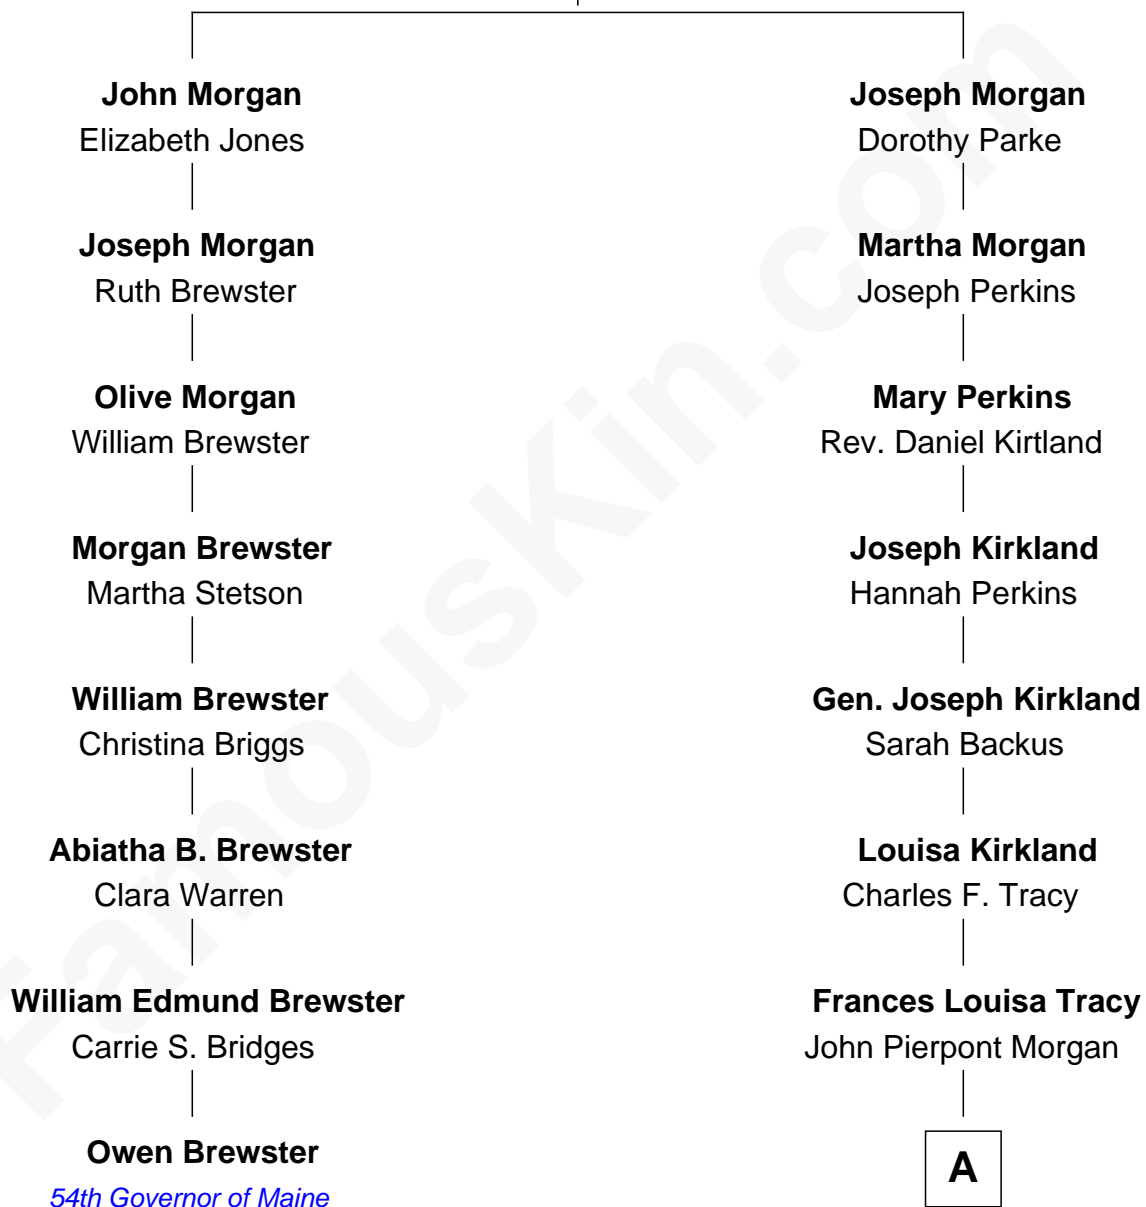 John Morgan
Elizabeth Jones
Joseph Morgan
Ruth Brewster
Olive Morgan
William Brewster
Morgan Brewster
Martha Stetson
William Brewster
Christina Briggs
Abiatha B. Brewster
Clara Warren
William Edmund Brewster
Carrie S. Bridges
Owen Brewster
54th Governor of Maine
Joseph Morgan
Dorothy Parke
Martha Morgan
Joseph Perkins
Mary Perkins
Rev. Daniel Kirtland
Joseph Kirkland
Hannah Perkins
Gen. Joseph Kirkland
Sarah Backus
Louisa Kirkland
Charles F. Tracy
Frances Louisa Tracy
John Pierpont Morgan
A
FamousKin.com